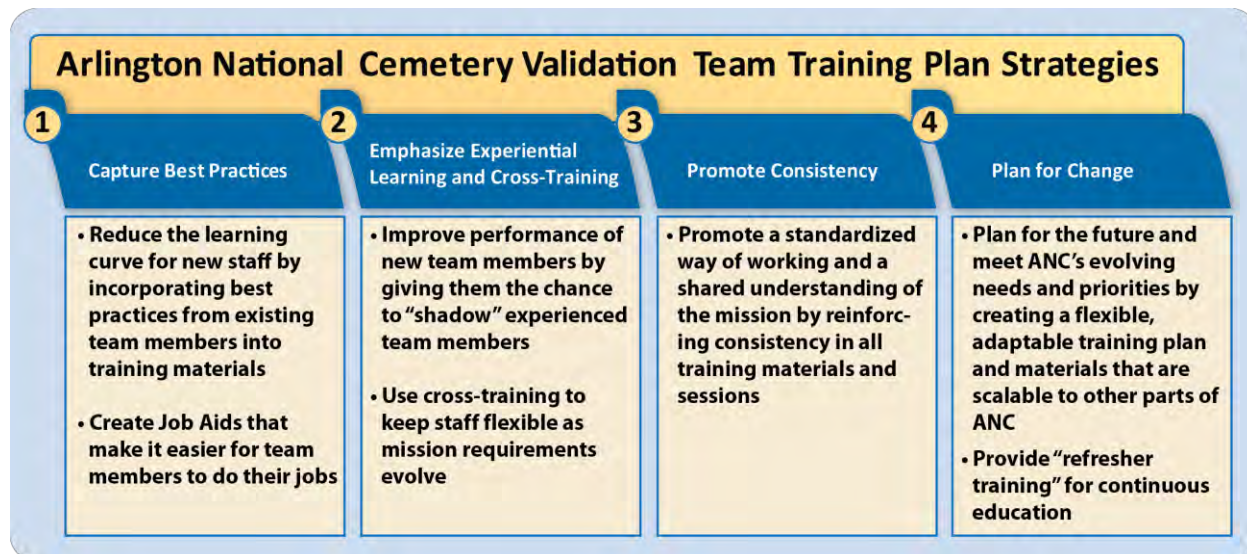 Arlington National Cemetery Validation Team Training Plan Strategies
1
Capture Best Practices
• Reduce the learning
curve for new staff by
incorporating best
practices from existing
team members into
training materials
• Create Job Aids that
make it easier for team
members to do their jobs
2
Emphasize Experiential
Learning and Cross-Training
• Improve performance of
new team members by
giving them the chance
to “shadow” experienced
team members
• Use cross-training to
keep staff flexible as
mission requirements
evolve
3
Promote Consistency
• Promote a standardized
way of working and a
shared understanding of
the mission by reinforc-
ing consistency in all
training materials and
sessions
4
Plan for Change
• Plan for the future and
meet ANC’s evolving
needs and priorities by
creating a flexible,
adaptable training plan
and materials that are
scalable to other parts of
ANC
• Provide “refresher
training” for continuous
education